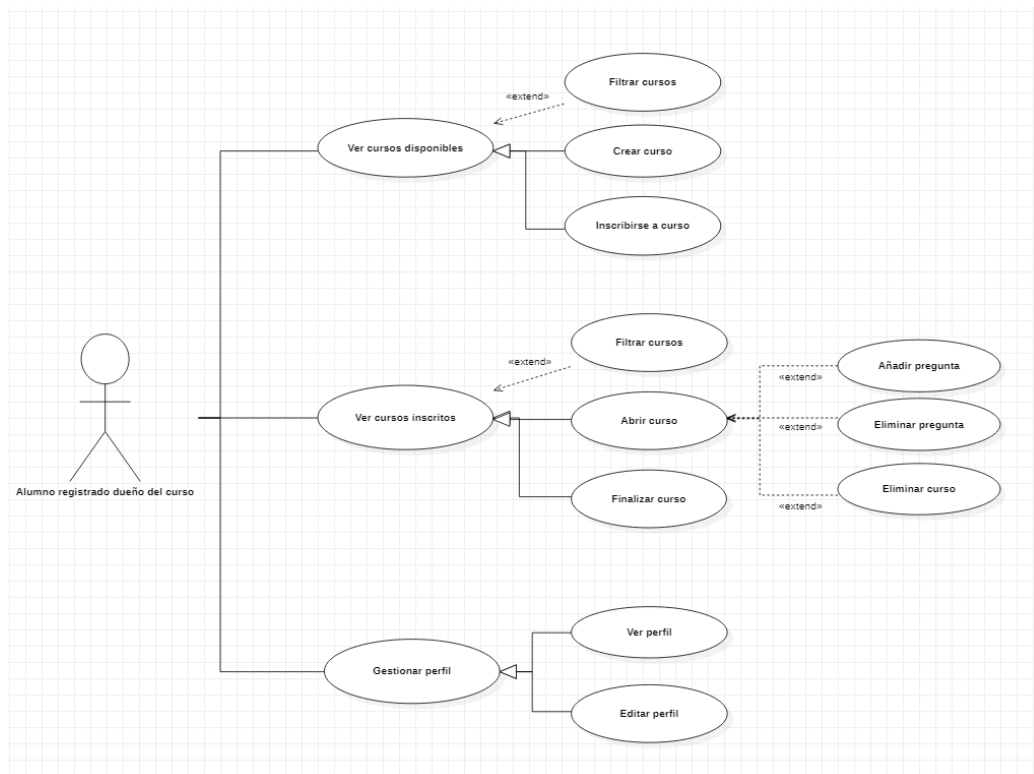 Filtrar cursos
«extend»
Ver cursos disponibles
Crear curso
Inscribirse a curso
Filtrar cursos
«extend»
Añadir pregunta
«extend»
Ver cursos inscritos
Abrir curso
Eliminar pregunta
«extend»
Finalizar curso
Eliminar curso
«extend»
Alumno registrado dueño del curso
Ver perfil
Gestionar perfil
Editar perfil